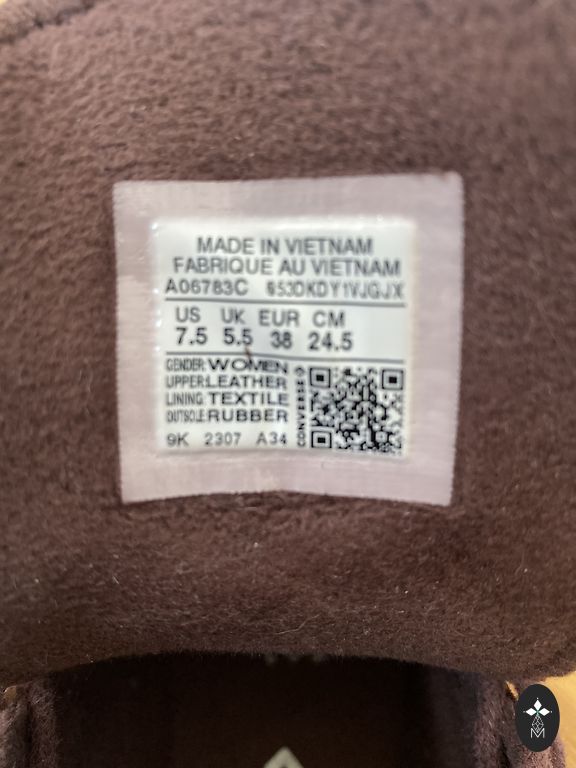 MADE IN VIETNAM
FABRIQUE AU VIETNAM
A06783C 953DKDY1VJGJX
US UK EUR CM
7.5 5.5 38 24.5
GENDER: WOMEN
UPPER: LEATHER
LINING: TEXTILE
OUTSOLE: RUBBER
CONVERSE
9K 2307 A34
M